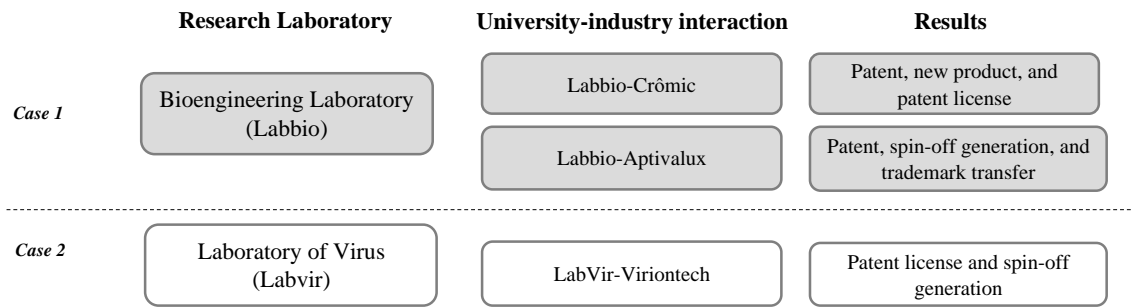 Research Laboratory
University-industry interaction
Results
Case 1
Bioengineering Laboratory
(Labbio)
Labbio-Crômic
Patent, new product, and
patent license
Labbio-Aptivalux
Patent, spin-off generation, and
trademark transfer
Case 2
Laboratory of Virus
(Labvir)
LabVir-Viriontech
Patent license and spin-off
generation